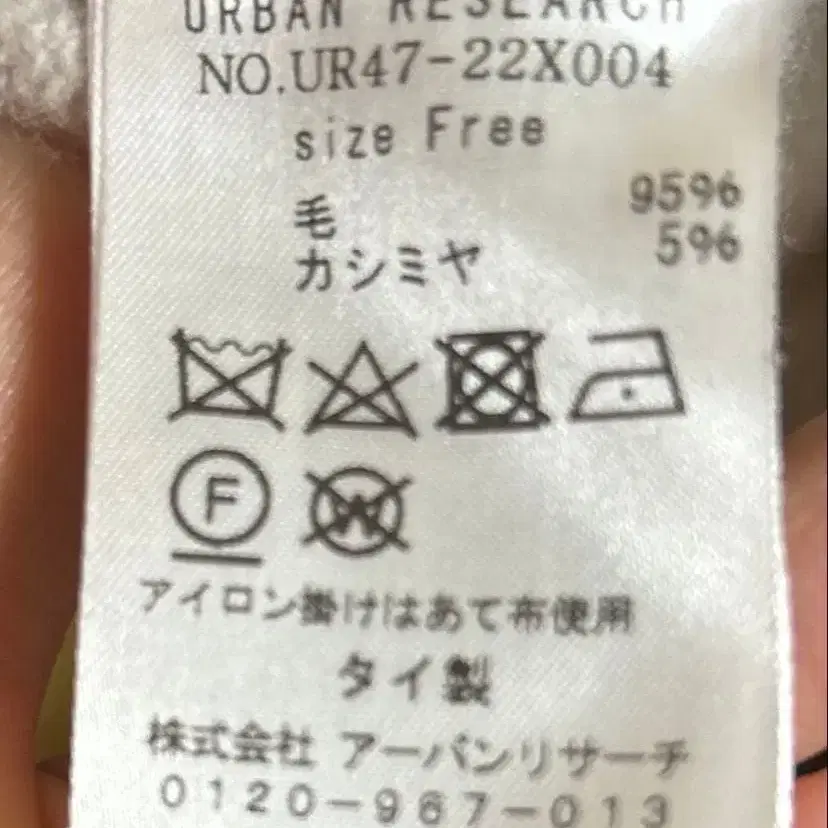 URBAN RESEARCH
NO.UR47-22X004
size Free
毛 95%
カシミヤ 5%
F W
アイロン掛けはあて布使用
タイ製
株式会社 アーバンリサーチ
0120-967-013